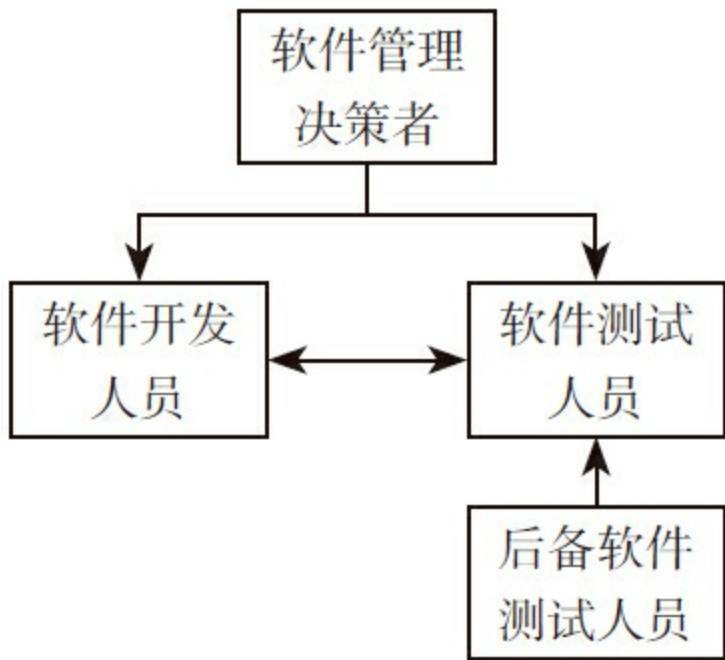 软件管理
决策者
软件开发
人员
软件测试
人员
后备软件
测试人员